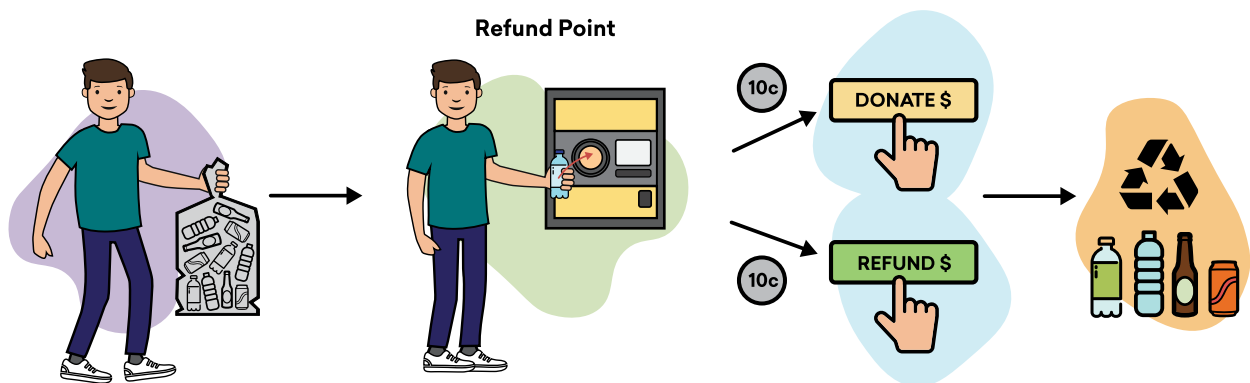 Refund Point
10c
DONATE $
10c
REFUND $